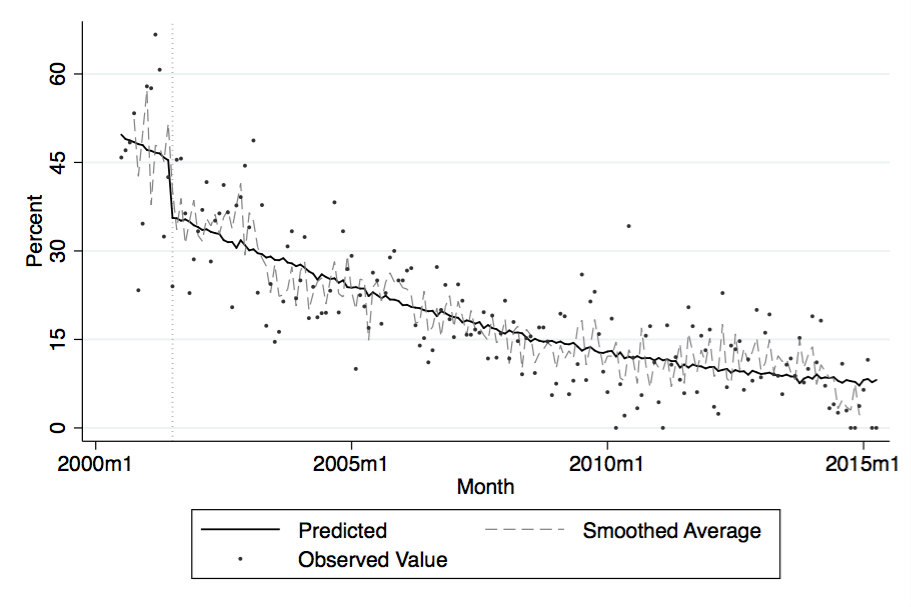 Percent
60
45
30
15
0
2000m1 2005m1 2010m1 2015m1
Month
Predicted Smoothed Average
Observed Value